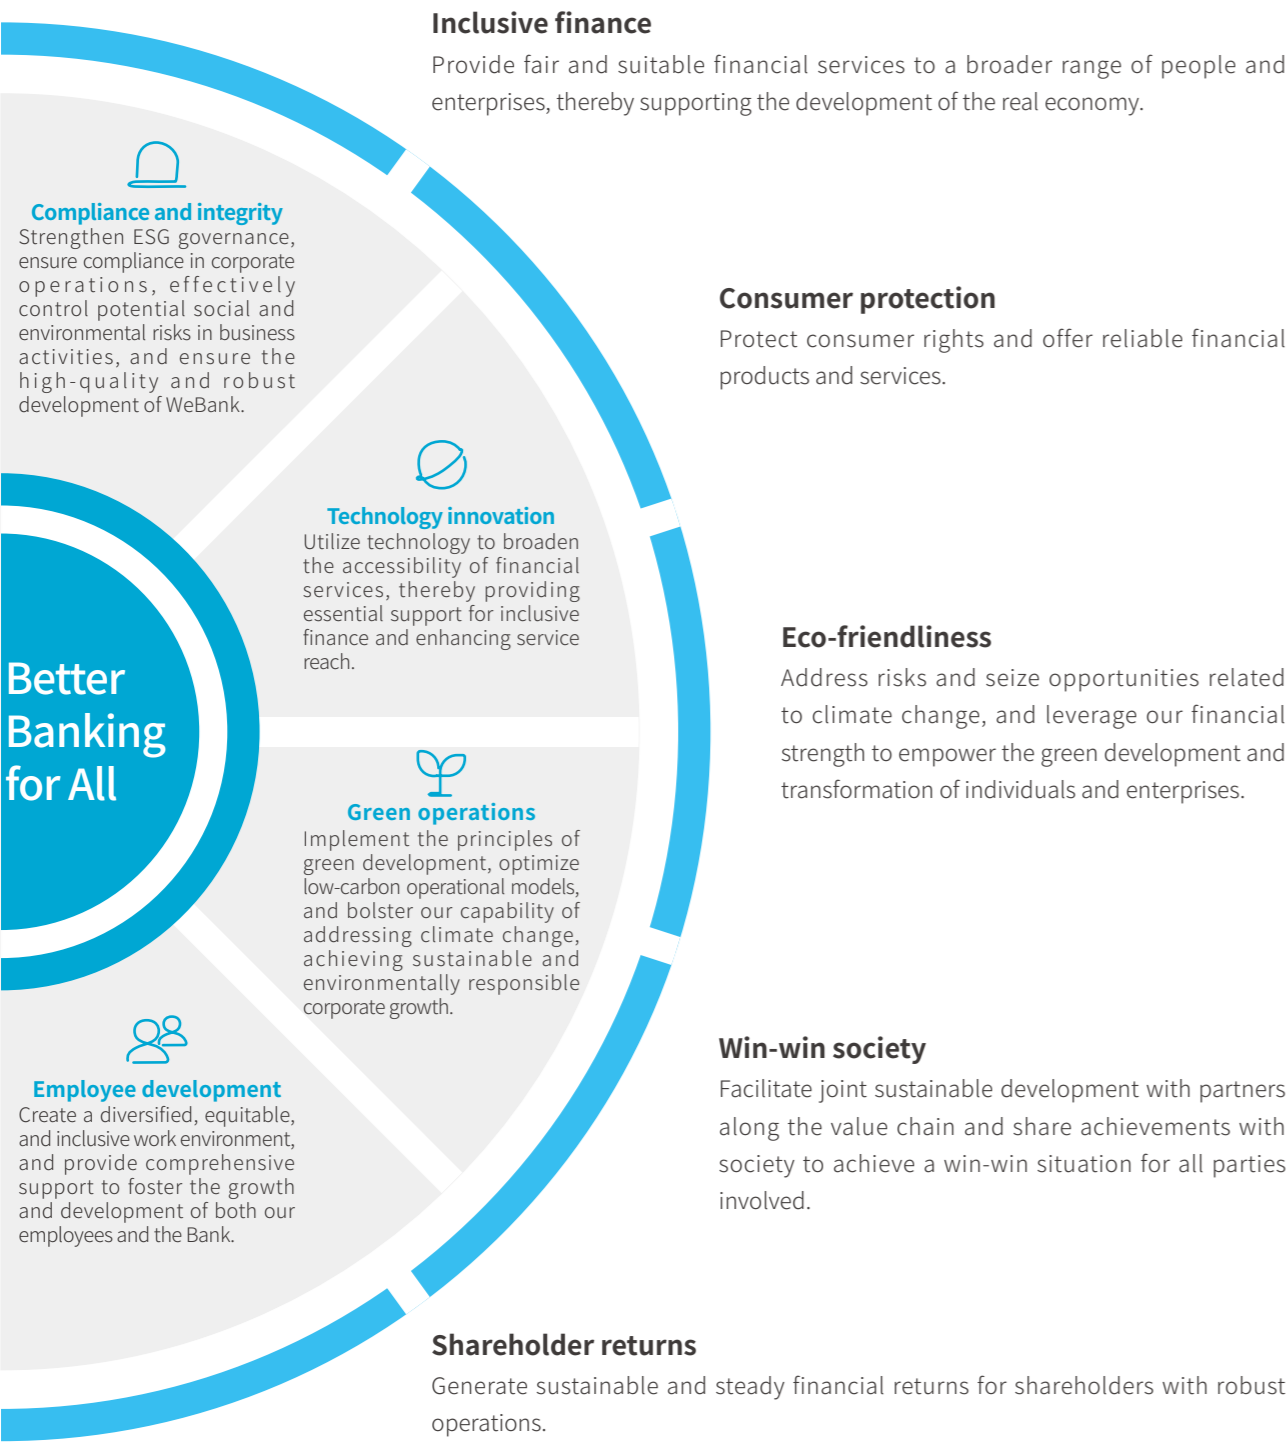 Inclusive finance
Provide fair and suitable financial services to a broader range of people and
enterprises, thereby supporting the development of the real economy.
Compliance and integrity
Strengthen ESG governance,
ensure compliance in corporate
operations, effectively
control potential social and
environmental risks in business
activities, and ensure the
high-quality and robust
development of WeBank.
Consumer protection
Protect consumer rights and offer reliable financial
products and services.
Technology innovation
Utilize technology to broaden
the accessibility of financial
services, thereby providing
essential support for inclusive
finance and enhancing service
reach.
Better
Banking
for All
Eco-friendliness
Address risks and seize opportunities related
to climate change, and leverage our financial
strength to empower the green development and
transformation of individuals and enterprises.
Green operations
Implement the principles of
green development, optimize
low-carbon operational models,
and bolster our capability of
addressing climate change,
achieving sustainable and
environmentally responsible
corporate growth.
Employee development
Create a diversified, equitable,
and inclusive work environment,
and provide comprehensive
support to foster the growth
and development of both our
employees and the Bank.
Win-win society
Facilitate joint sustainable development with partners
along the value chain and share achievements with
society to achieve a win-win situation for all parties
involved.
Shareholder returns
Generate sustainable and steady financial returns for shareholders with robust
operations.